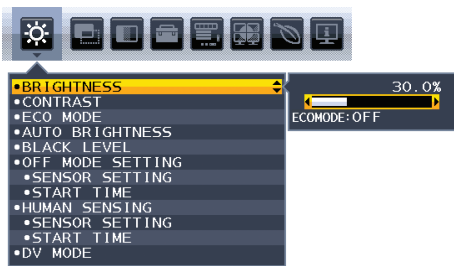 •BRIGHTNESS
30.0%
•CONTRAST
•ECO MODE
ECOMODE:OFF
•AUTO BRIGHTNESS
•BLACK LEVEL
•OFF MODE SETTING
•SENSOR SETTING
•START TIME
•HUMAN SENSING
•SENSOR SETTING
•START TIME
•DV MODE